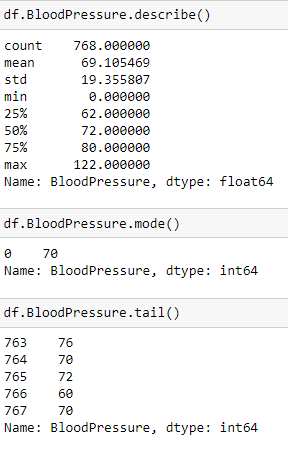 df.BloodPressure.describe()
count    768.000000
mean      69.105469
std       19.355807
min        0.000000
25%       62.000000
50%       72.000000
75%       80.000000
max      122.000000
Name: BloodPressure, dtype: float64
df.BloodPressure.mode()
0    70
Name: BloodPressure, dtype: int64
df.BloodPressure.tail()
763    76
764    70
765    72
766    60
767    70
Name: BloodPressure, dtype: int64